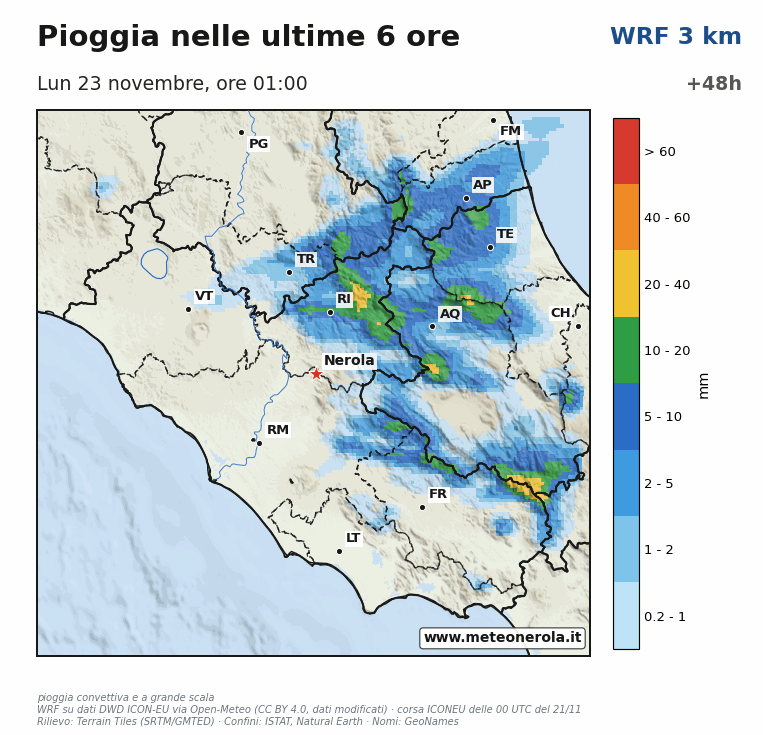 Pioggia nelle ultime 6 ore
WRF 3 km
Lun 23 novembre, ore 01:00
+48h
PG
FM
AP
TE
TR
VT
RI
AQ
CH
Nerola
RM
FR
LT
www.meteonerola.it
> 60
40 - 60
20 - 40
10 - 20
5 - 10
2 - 5
1 - 2
0.2 - 1
mm
pioggia convettiva e a grande scala
WRF su dati DWD ICON-EU via Open-Meteo (CC BY 4.0, dati modificati) · corsa ICONEU delle 00 UTC del 21/11
Rilievo: Terrain Tiles (SRTM/GMTED) · Confini: ISTAT, Natural Earth · Nomi: GeoNames